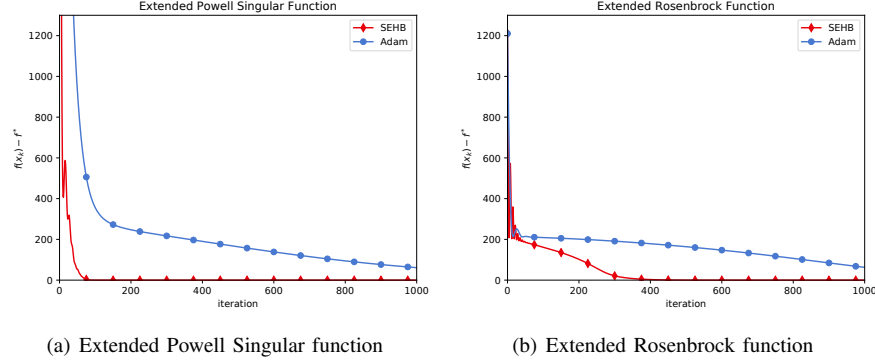 Extended Powell Singular Function
SEHB
Adam
f(x_k) − f*
1200
1000
800
600
400
200
0
0 200 400 600 800 1000
iteration
(a) Extended Powell Singular function
Extended Rosenbrock Function
SEHB
Adam
f(x_k) − f*
1200
1000
800
600
400
200
0
0 200 400 600 800 1000
iteration
(b) Extended Rosenbrock function